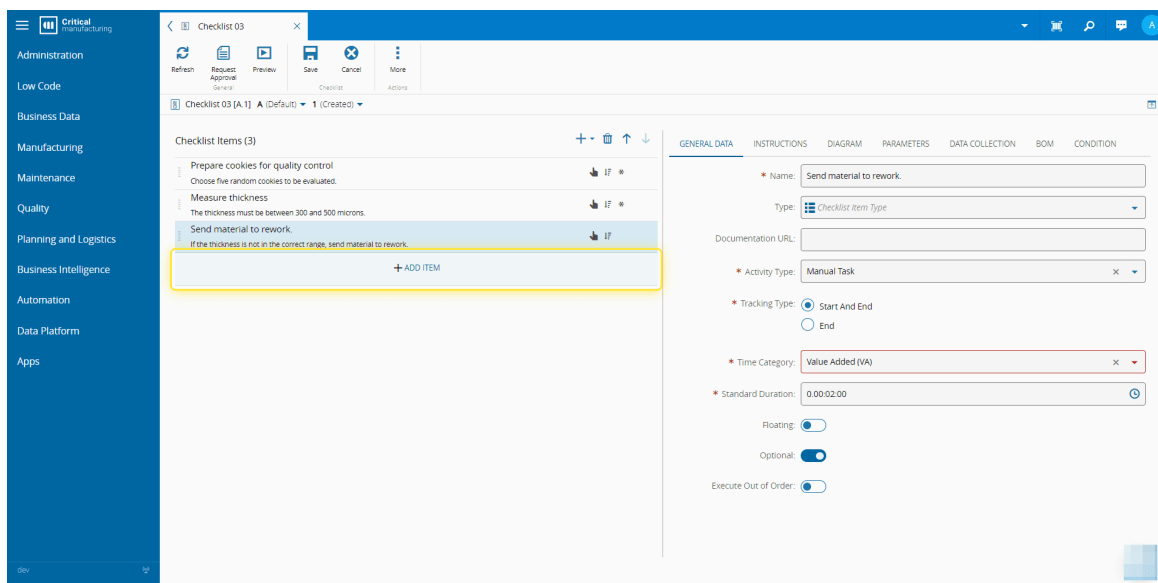 Critical
manufacturing
Checklist 03
A
Administration
Low Code
Business Data
Manufacturing
Maintenance
Quality
Planning and Logistics
Business Intelligence
Automation
Data Platform
Apps
dev
Refresh
Request
Approval
Preview
Save
Cancel
More
General
Checklist
Actions
Checklist 03 [A.1] A (Default) 1 (Created)
Checklist Items (3)
Prepare cookies for quality control
Choose five random cookies to be evaluated.
Measure thickness
The thickness must be between 300 and 500 microns.
Send material to rework.
If the thickness is not in the correct range, send material to rework.
+ ADD ITEM
GENERAL DATA INSTRUCTIONS DIAGRAM PARAMETERS DATA COLLECTION BOM CONDITION
* Name: Send material to rework.
Type: Checklist Item Type
Documentation URL:
* Activity Type: Manual Task
* Tracking Type: Start And End
End
* Time Category: Value Added (VA)
* Standard Duration: 0.00:02:00
Floating:
Optional:
Execute Out of Order: